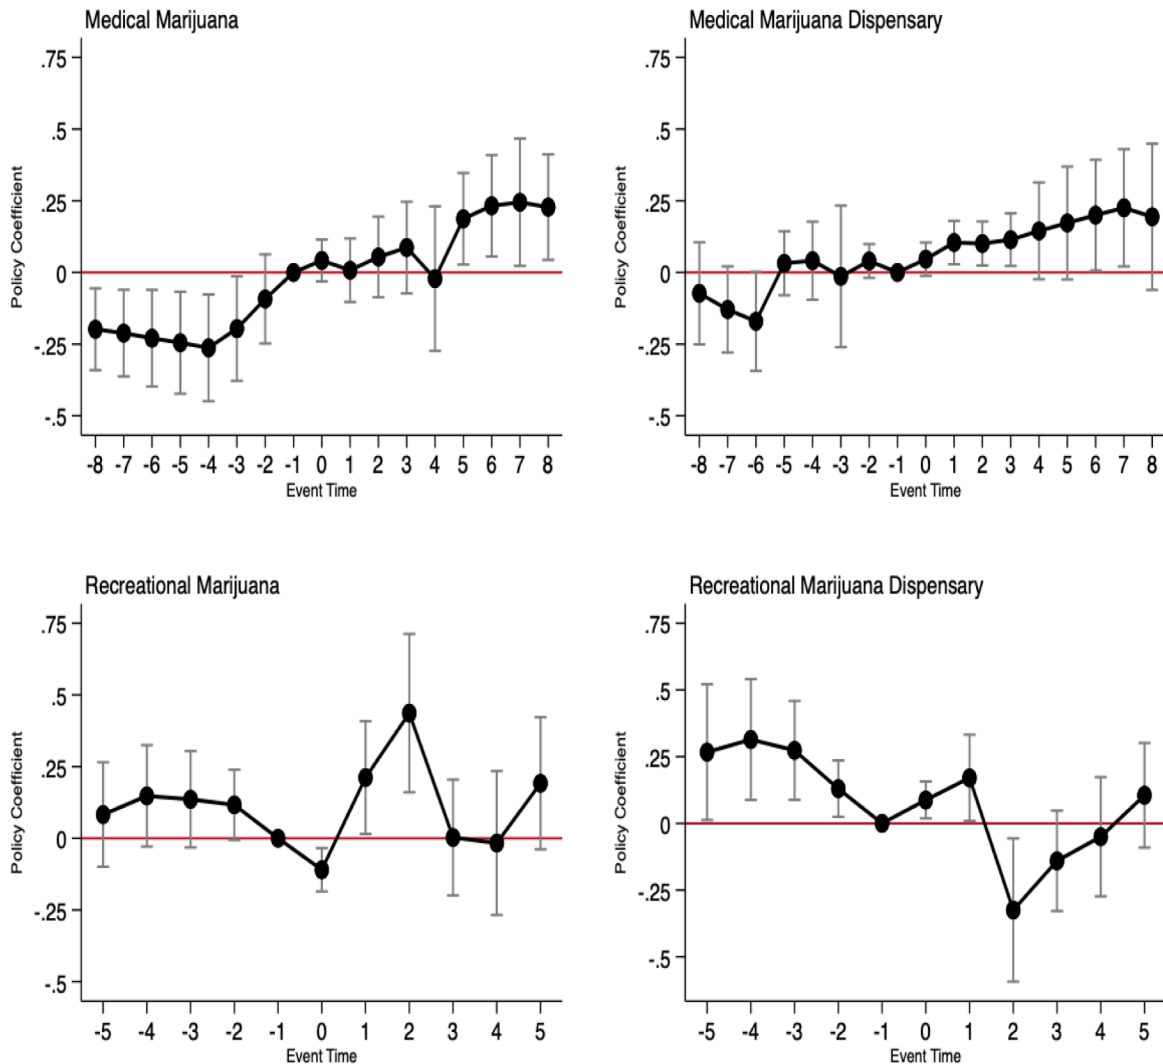 Medical Marijuana
.75
.5
.25
0
-.25
-.5
Policy Coefficient
-8 -7 -6 -5 -4 -3 -2 -1 0 1 2 3 4 5 6 7 8
Event Time
Medical Marijuana Dispensary
.75
.5
.25
0
-.25
-.5
Policy Coefficient
-8 -7 -6 -5 -4 -3 -2 -1 0 1 2 3 4 5 6 7 8
Event Time
Recreational Marijuana
.75
.5
.25
0
-.25
-.5
Policy Coefficient
-5 -4 -3 -2 -1 0 1 2 3 4 5
Event Time
Recreational Marijuana Dispensary
.75
.5
.25
0
-.25
-.5
Policy Coefficient
-5 -4 -3 -2 -1 0 1 2 3 4 5
Event Time